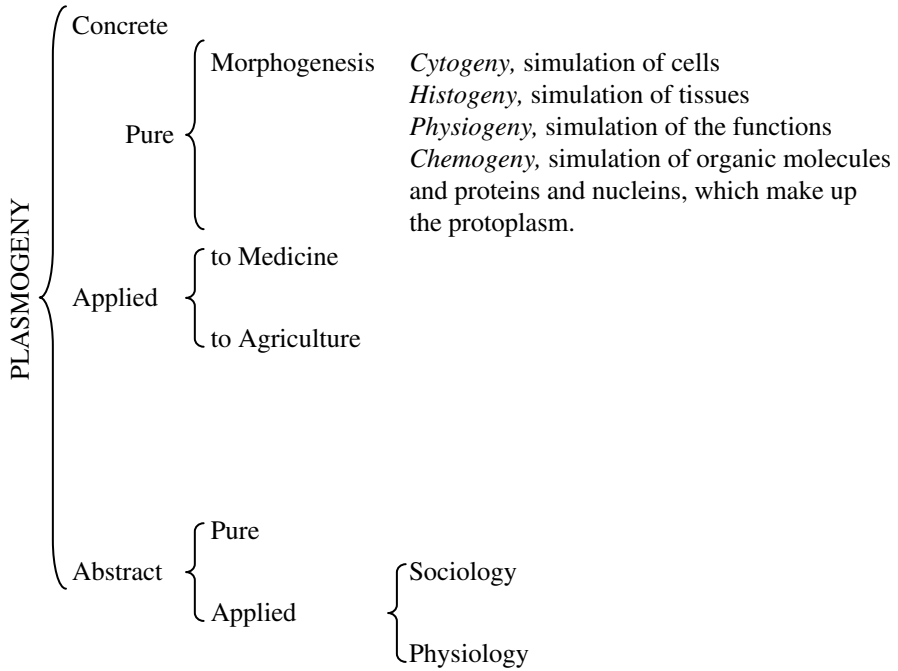 PLASMOGENY
Concrete
Pure
Morphogenesis
Cytogeny, simulation of cells
Histogeny, simulation of tissues
Physiogeny, simulation of the functions
Chemogeny, simulation of organic molecules
and proteins and nucleins, which make up
the protoplasm.
Applied
to Medicine
to Agriculture
Abstract
Pure
Applied
Sociology
Physiology